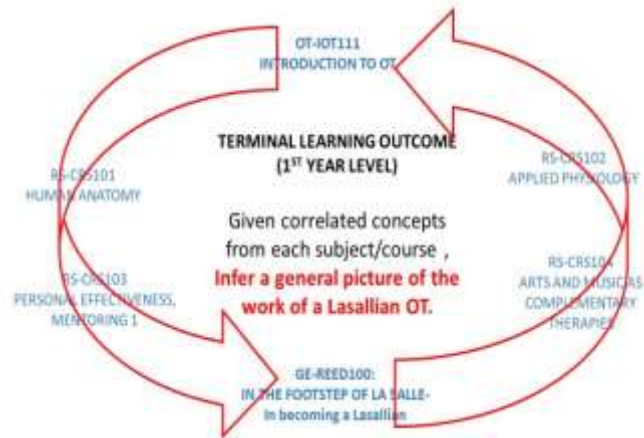 OT-IOT111
INTRODUCTION TO OT
TERMINAL LEARNING OUTCOME
(1ST YEAR LEVEL)
RS-CRS101
HUMAN ANATOMY
RS-CRS102
APPLIED PHYSIOLOGY
Given correlated concepts
from each subject/course ,
Infer a general picture of the
work of a Lasallian OT.
RS-CRS103
PERSONAL EFFECTIVENESS,
MENTORING 1
RS-CRS104
ARTS AND MUSIC AS
COMPLEMENTARY
THERAPIES
GE-REED100:
IN THE FOOTSTEP OF LA SALLE-
In becoming a Lasallian